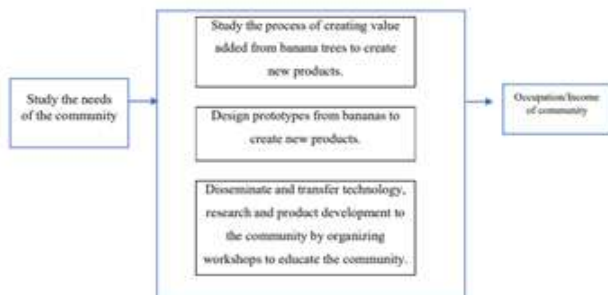 Study the process of creating value
added from banana trees to create
new products.
Study the needs
of the community
Design prototypes from bananas to
create new products.
Disseminate and transfer technology,
research and product development to
the community by organizing
workshops to educate the community.
Occupation/Income
of community